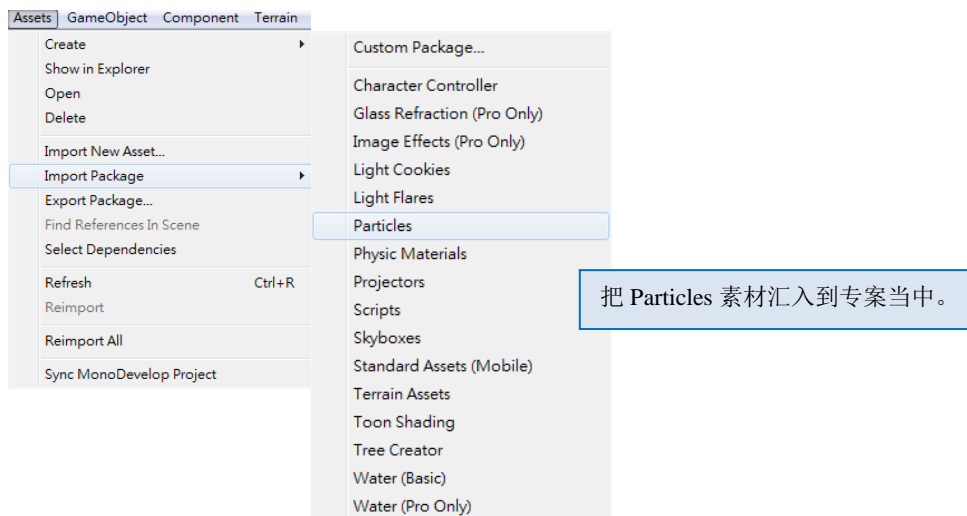 Assets GameObject Component Terrain
Create
Show in Explorer
Open
Delete
Import New Asset...
Import Package
Export Package...
Find References In Scene
Select Dependencies
Refresh Ctrl+R
Reimport
Reimport All
Sync MonoDevelop Project
Custom Package...
Character Controller
Glass Refraction (Pro Only)
Image Effects (Pro Only)
Light Cookies
Light Flares
Particles
Physic Materials
Projectors
Scripts
Skyboxes
Standard Assets (Mobile)
Terrain Assets
Toon Shading
Tree Creator
Water (Basic)
Water (Pro Only)
把 Particles 素材汇入到专案当中。